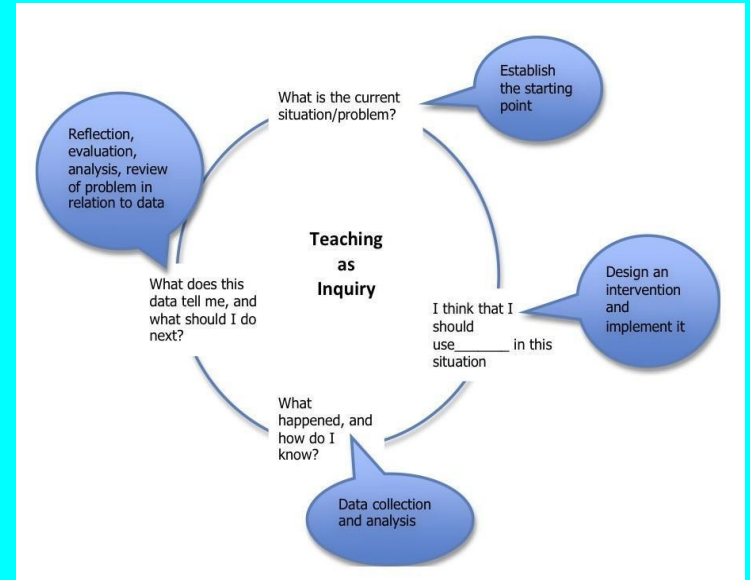 What is the current
situation/problem?
Establish
the starting
point
Reflection,
evaluation,
analysis, review
of problem in
relation to data
Teaching
as
Inquiry
Design an
intervention
and
implement it
I think that I
should
use_______ in this
situation
What does this
data tell me, and
what should I do
next?
What
happened, and
how do I
know?
Data collection
and analysis